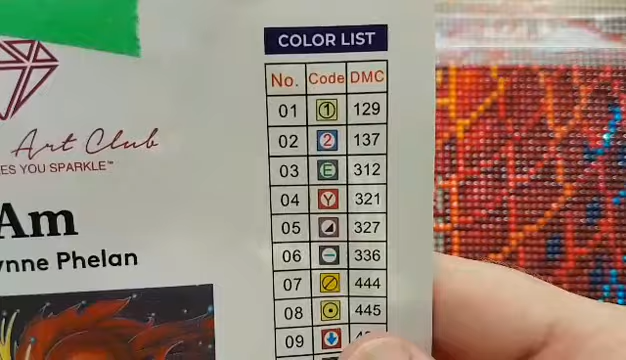 COLOR LIST
No. Code DMC
01 1 129
02 2 137
03 E 312
04 Y 321
05 327
06 336
07 444
08 445
09
Art Club
ES YOU SPARKLE™
Am
ynne Phelan